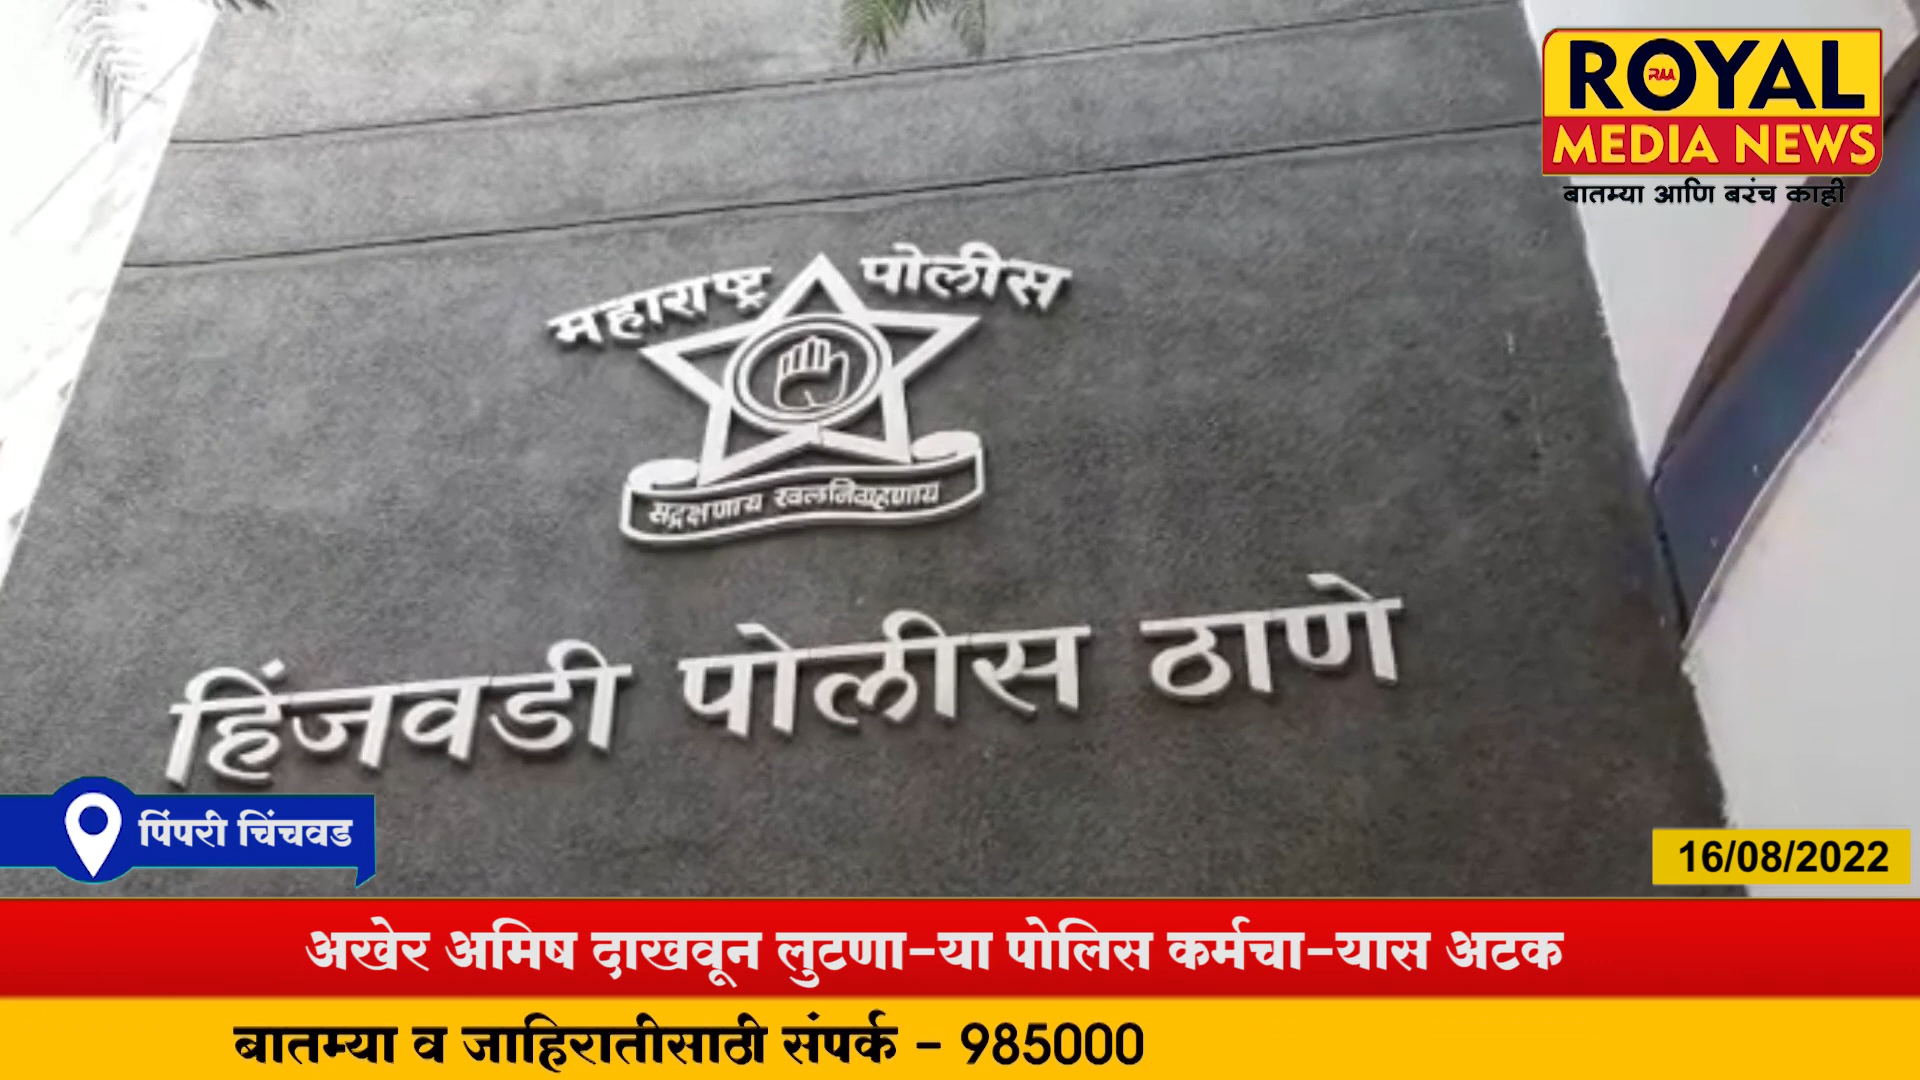 ROYAL
MEDIA NEWS
बातम्या आणि बरंच काही
महाराष्ट्र पोलीस
सद्रक्षणाय खलनिग्रहणाय
हिंजवडी पोलीस ठाणे
पिंपरी चिंचवड
16/08/2022
अखेर अमिष दाखवून लुटणा-या पोलिस कर्मचा-यास अटक
बातम्या व जाहिरातीसाठी संपर्क - 985000